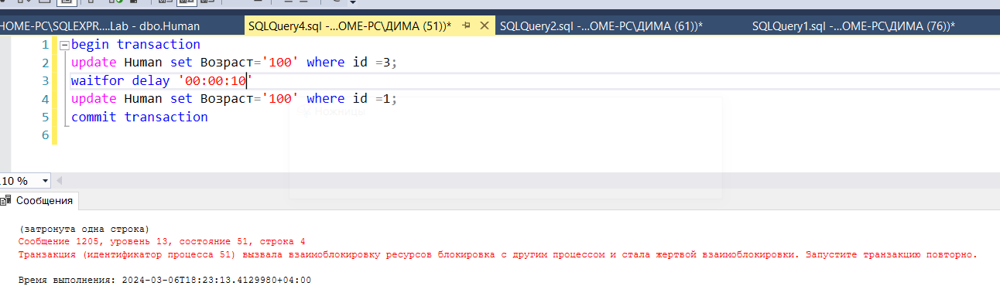 HOME-PC\SQLEXPR....Lab - dbo.Human
SQLQuery4.sql -...OME-PC\ДИМА (51))*
SQLQuery2.sql -...OME-PC\ДИМА (61))*
SQLQuery1.sql -...OME-PC\ДИМА (76))*
1 begin transaction
2 update Human set Возраст='100' where id =3;
3 waitfor delay '00:00:10'
4 update Human set Возраст='100' where id =1;
5 commit transaction
6
Ножницы
110 %
Сообщения
(затронута одна строка)
Сообщение 1205, уровень 13, состояние 51, строка 4
Транзакция (идентификатор процесса 51) вызвала взаимоблокировку ресурсов блокировка с другим процессом и стала жертвой взаимоблокировки. Запустите транзакцию повторно.
Время выполнения: 2024-03-06T18:23:13.4129980+04:00